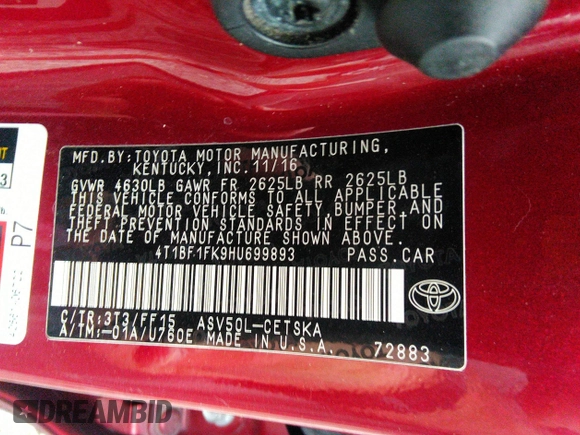 MFD.BY:TOYOTA MOTOR MANUFACTURING,
KENTUCKY, INC. 11/16
GVWR 4630LB GAWR FR 2625LB RR 2625LB
THIS VEHICLE CONFORMS TO ALL APPLICABLE
FEDERAL MOTOR VEHICLE SAFETY, BUMPER, AND
THEFT PREVENTION STANDARDS IN EFFECT ON
THE DATE OF MANUFACTURE SHOWN ABOVE.
4T1BF1FK9HU699893 PASS.CAR
C/TR:3T3/FF15 ASV50L-CETSKA
A/TM:-01A/U760E MADE IN U.S.A. 72883
TOYOTA
P7
DREAMBID